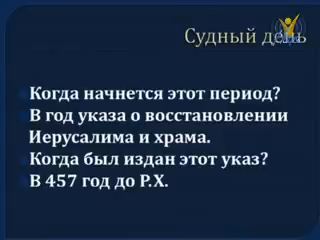 Судный день
Когда начнется этот период?
В год указа о восстановлении
Иерусалима и храма.
Когда был издан этот указ?
В 457 год до Р.Х.